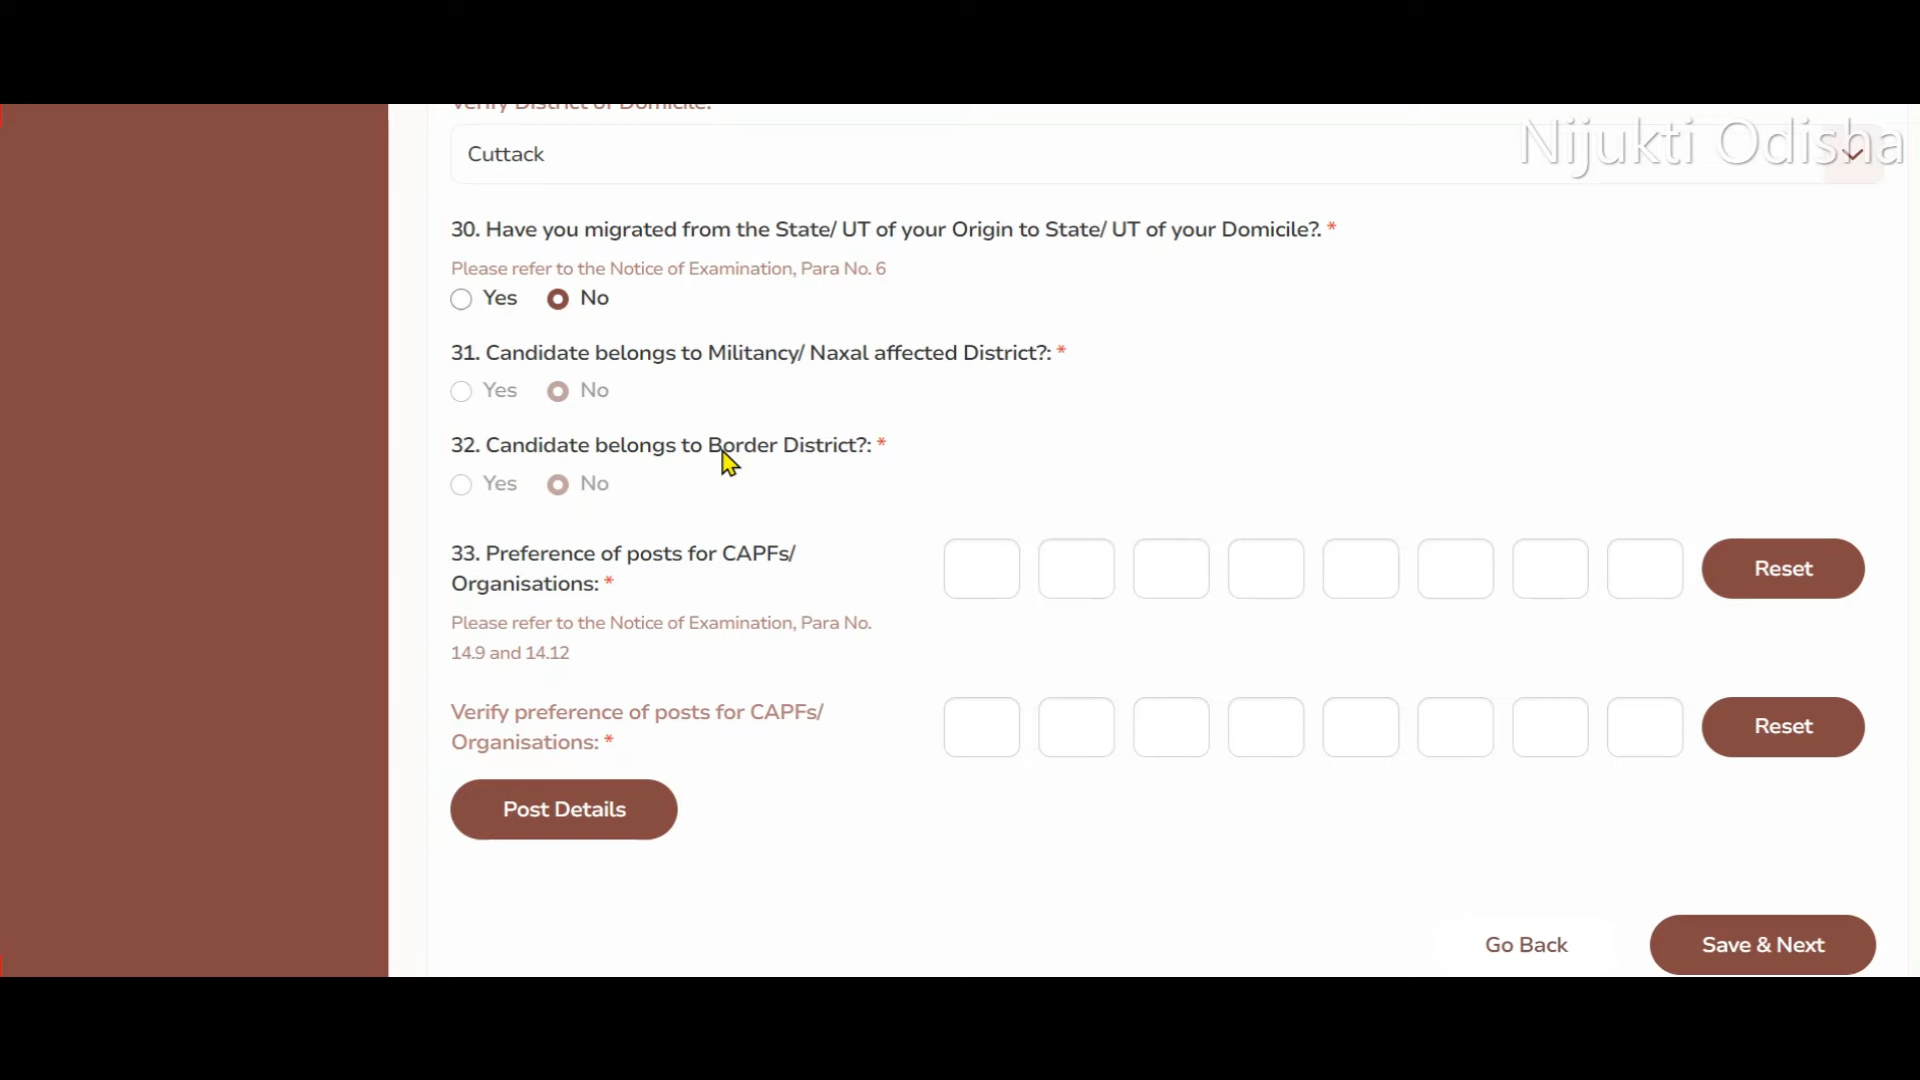 Verify District of Domicile:
Cuttack
Nijukti Odisha
30. Have you migrated from the State/ UT of your Origin to State/ UT of your Domicile?. *
Please refer to the Notice of Examination, Para No. 6
Yes No
31. Candidate belongs to Militancy/ Naxal affected District?: *
Yes No
32. Candidate belongs to Border District?: *
Yes No
33. Preference of posts for CAPFs/
Organisations: *
Reset
Please refer to the Notice of Examination, Para No.
14.9 and 14.12
Verify preference of posts for CAPFs/
Organisations: *
Reset
Post Details
Go Back
Save & Next